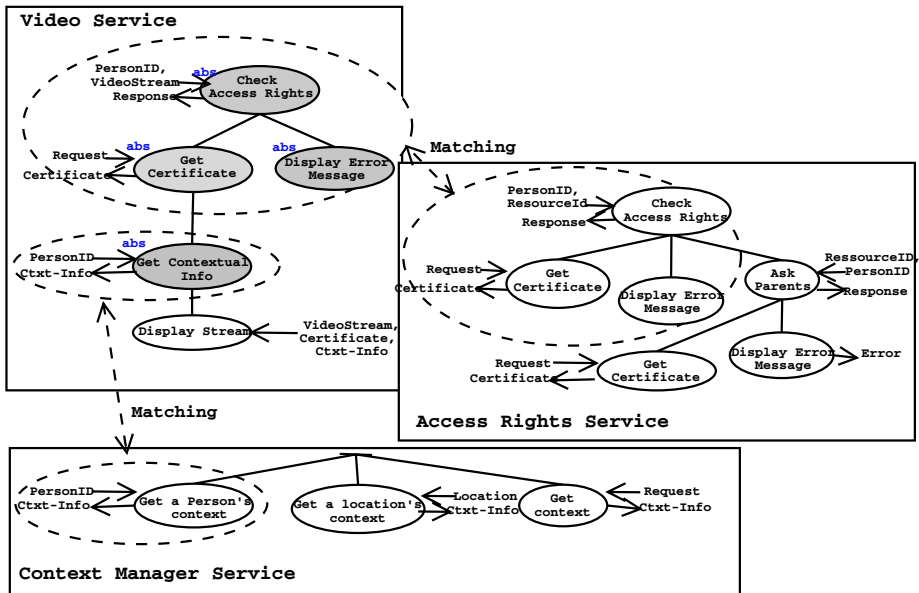 Video Service
abs
PersonID,
VideoStream
Response
Check
Access Rights
abs
Request
Certificate
Get
Certificate
abs
Display Error
Message
Matching
abs
PersonID
Ctxt-Info
Get Contextual
Info
Display Stream
VideoStream,
Certificate,
Ctxt-Info
PersonID,
ResourceId
Response
Check
Access Rights
Request
Certificate
Get
Certificate
Display Error
Message
Ask
Parents
RessourceID,
PersonID
Response
Request
Certificate
Get
Certificate
Display Error
Message
Error
Access Rights Service
Matching
PersonID
Ctxt-Info
Get a Person's
context
Get a location's
context
Location
Ctxt-Info
Get
context
Request
Ctxt-Info
Context Manager Service